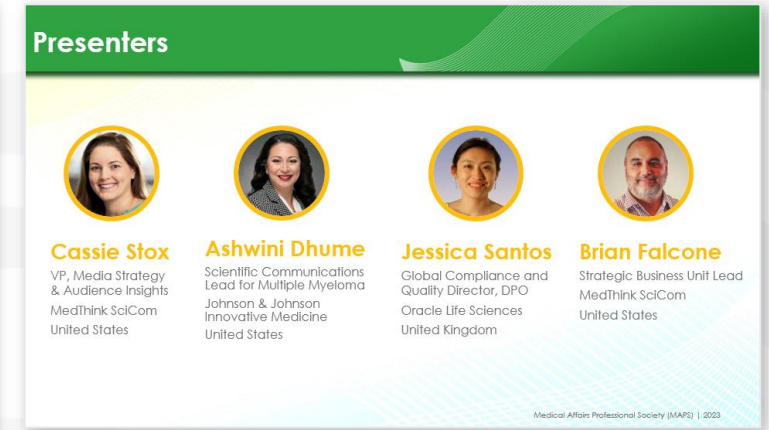 Presenters
Cassie Stox
VP, Media Strategy
& Audience Insights
MedThink SciCom
United States
Ashwini Dhume
Scientific Communications
Lead for Multiple Myeloma
Johnson & Johnson
Innovative Medicine
United States
Jessica Santos
Global Compliance and
Quality Director, DPO
Oracle Life Sciences
United Kingdom
Brian Falcone
Strategic Business Unit Lead
MedThink SciCom
United States
Medical Affairs Professional Society (MAPS) | 2023